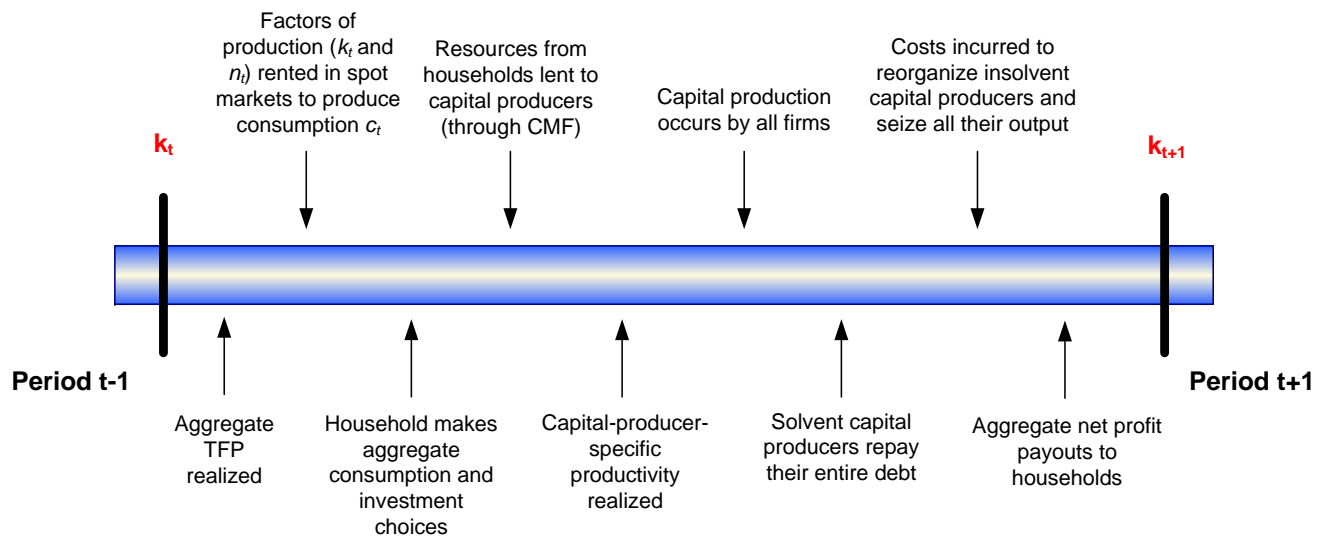 Factors of
production (kt and
nt) rented in spot
markets to produce
consumption ct
Resources from
households lent to
capital producers
(through CMF)
Capital production
occurs by all firms
Costs incurred to
reorganize insolvent
capital producers and
seize all their output
kt
kt+1
Period t-1
Period t+1
Aggregate
TFP
realized
Household makes
aggregate
consumption and
investment
choices
Capital-producer-
specific
productivity
realized
Solvent capital
producers repay
their entire debt
Aggregate net profit
payouts to
households